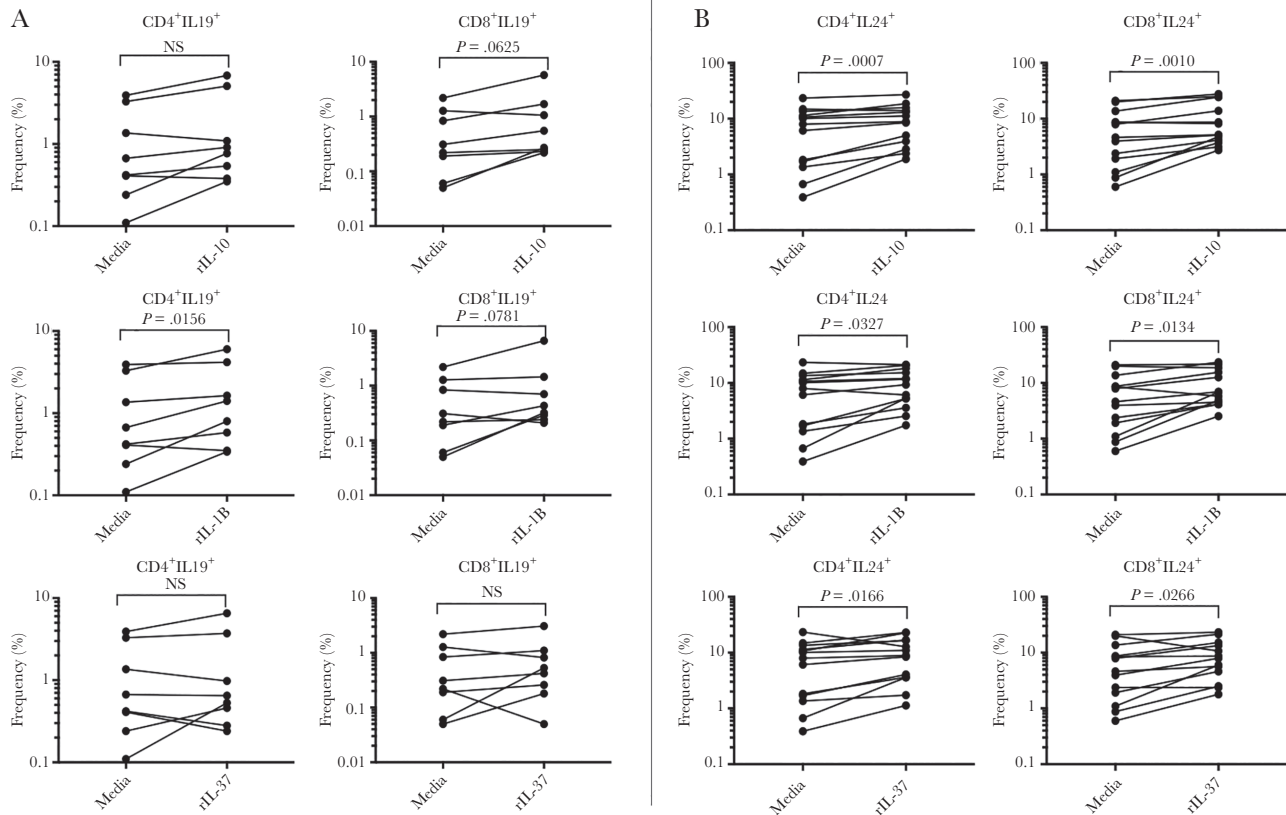 A
CD4+IL19+
NS
10
1
0.1
Frequency (%)
Media
rIL-10
CD8+IL19+
P = .0625
10
1
0.1
0.01
Frequency (%)
Media
rIL-10
CD4+IL19+
P = .0156
10
1
0.1
Frequency (%)
Media
rIL-1B
CD8+IL19+
P = .0781
10
1
0.1
0.01
Frequency (%)
Media
rIL-1B
CD4+IL19+
NS
10
1
0.1
Frequency (%)
Media
rIL-37
CD8+IL19+
NS
10
1
0.1
0.01
Frequency (%)
Media
rIL-37
B
CD4+IL24+
P = .0007
100
10
1
0.1
Frequency (%)
Media
rIL-10
CD8+IL24+
P = .0010
100
10
1
0.1
Frequency (%)
Media
rIL-10
CD4+IL24
P = .0327
100
10
1
0.1
Frequency (%)
Media
rIL-1B
CD8+IL24+
P = .0134
100
10
1
0.1
Frequency (%)
Media
rIL-1B
CD4+IL24+
P = .0166
100
10
1
0.1
Frequency (%)
Media
rIL-37
CD8+IL24+
P = .0266
100
10
1
0.1
Frequency (%)
Media
rIL-37